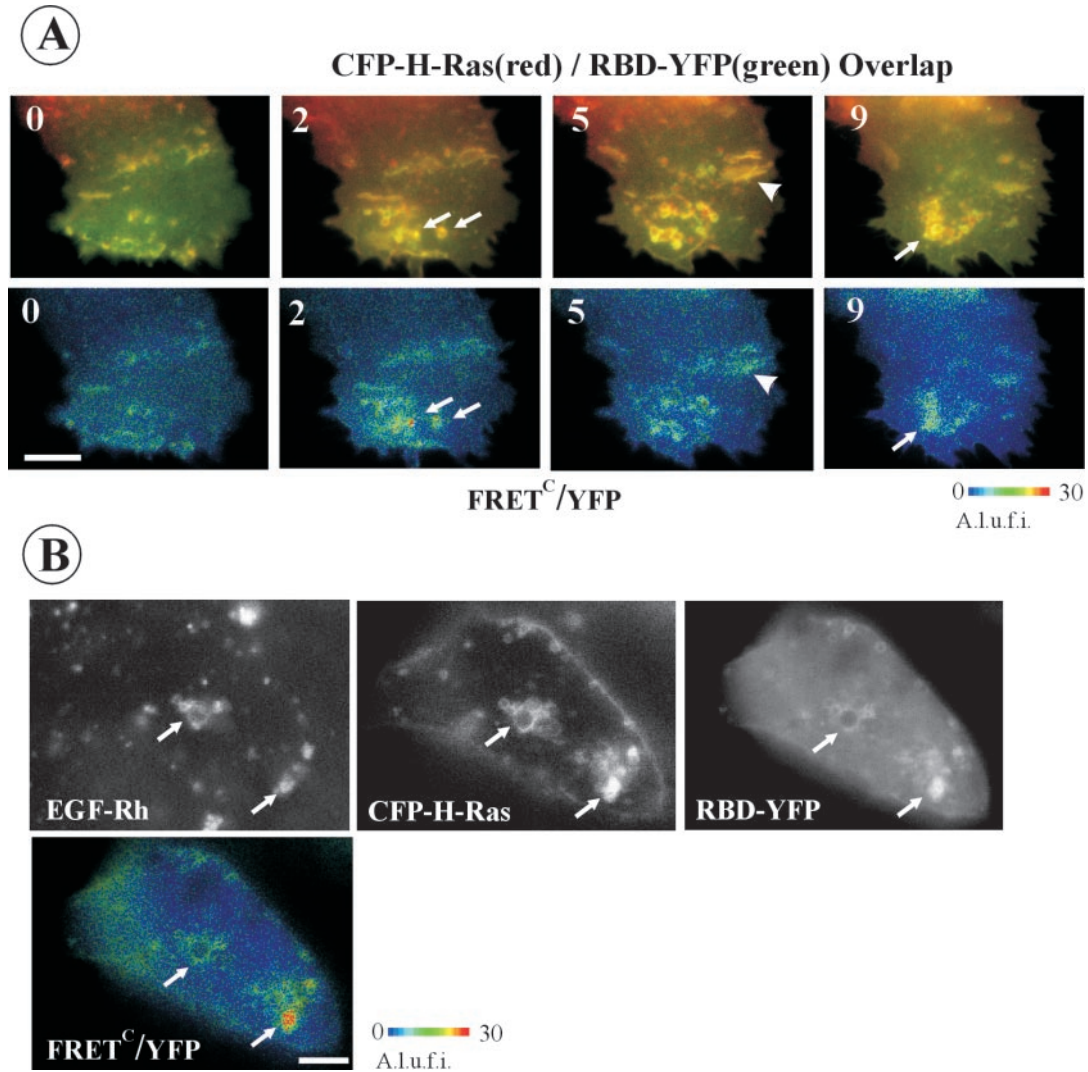 A
CFP-H-Ras(red) / RBD-YFP(green) Overlap
0 2 5 9
0 2 5 9
FRET^C/YFP
0 30
A.l.u.f.i.
B
EGF-Rh CFP-H-Ras RBD-YFP
FRET^C/YFP
0 30
A.l.u.f.i.